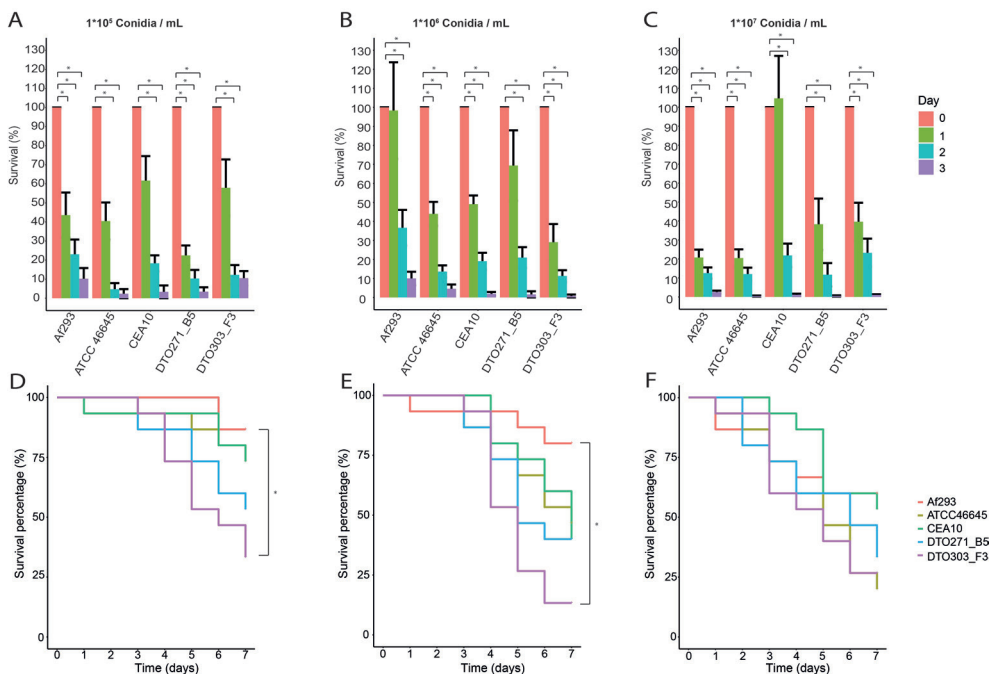 A
1*10⁵ Conidia / mL
B
1*10⁶ Conidia / mL
C
1*10⁷ Conidia / mL
Survival (%)
130
120
110
100
90
80
70
60
50
40
30
20
10
0
* * *
* *
* *
* * *
* *
Af293
ATCC 46645
CEA10
DTO271_B5
DTO303_F3
Survival (%)
130
120
110
100
90
80
70
60
50
40
30
20
10
0
* *
* * *
* * *
* *
* * *
Af293
ATCC 46645
CEA10
DTO271_B5
DTO303_F3
Survival (%)
130
120
110
100
90
80
70
60
50
40
30
20
10
0
* * *
* * *
* *
* *
* * *
Af293
ATCC 46645
CEA10
DTO271_B5
DTO303_F3
Day
0
1
2
3
D
Survival percentage (%)
100
75
50
25
0
*
0 1 2 3 4 5 6 7
Time (days)
E
Survival percentage (%)
100
75
50
25
0
*
0 1 2 3 4 5 6 7
Time (days)
F
Survival percentage (%)
100
75
50
25
0
0 1 2 3 4 5 6 7
Time (days)
Af293
ATCC46645
CEA10
DTO271_B5
DTO303_F3